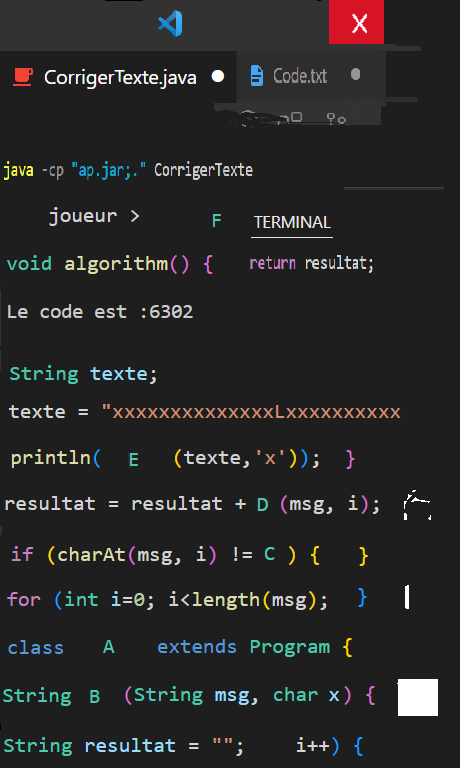 X
CorrigerTexte.java Code.txt
java -cp "ap.jar;." CorrigerTexte
joueur > F TERMINAL
void algorithm() { return resultat;
Le code est :6302
String texte;
texte = "xxxxxxxxxxxxxxLxxxxxxxxxx
println( E (texte,'x')); }
resultat = resultat + D (msg, i);
if (charAt(msg, i) != C ) { }
for (int i=0; i<length(msg); }
class A extends Program {
String B (String msg, char x) {
String resultat = ""; i++) {